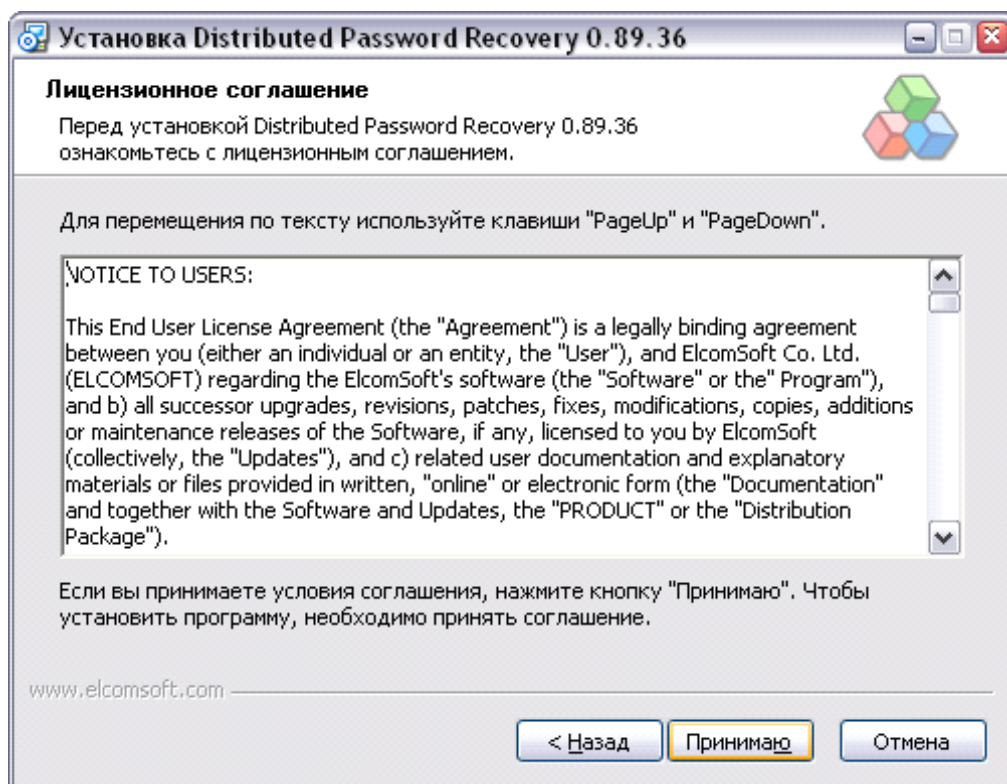 Установка Distributed Password Recovery 0.89.36
Лицензионное соглашение
Перед установкой Distributed Password Recovery 0.89.36
ознакомьтесь с лицензионным соглашением.
Для перемещения по тексту используйте клавиши "PageUp" и "PageDown".
NOTICE TO USERS:
This End User License Agreement (the "Agreement") is a legally binding agreement
between you (either an individual or an entity, the "User"), and ElcomSoft Co. Ltd.
(ELCOMSOFT) regarding the ElcomSoft's software (the "Software" or the" Program"),
and b) all successor upgrades, revisions, patches, fixes, modifications, copies, additions
or maintenance releases of the Software, if any, licensed to you by ElcomSoft
(collectively, the "Updates"), and c) related user documentation and explanatory
materials or files provided in written, "online" or electronic form (the "Documentation"
and together with the Software and Updates, the "PRODUCT" or the "Distribution
Package").
Если вы принимаете условия соглашения, нажмите кнопку "Принимаю". Чтобы
установить программу, необходимо принять соглашение.
www.elcomsoft.com
< Назад Принимаю Отмена